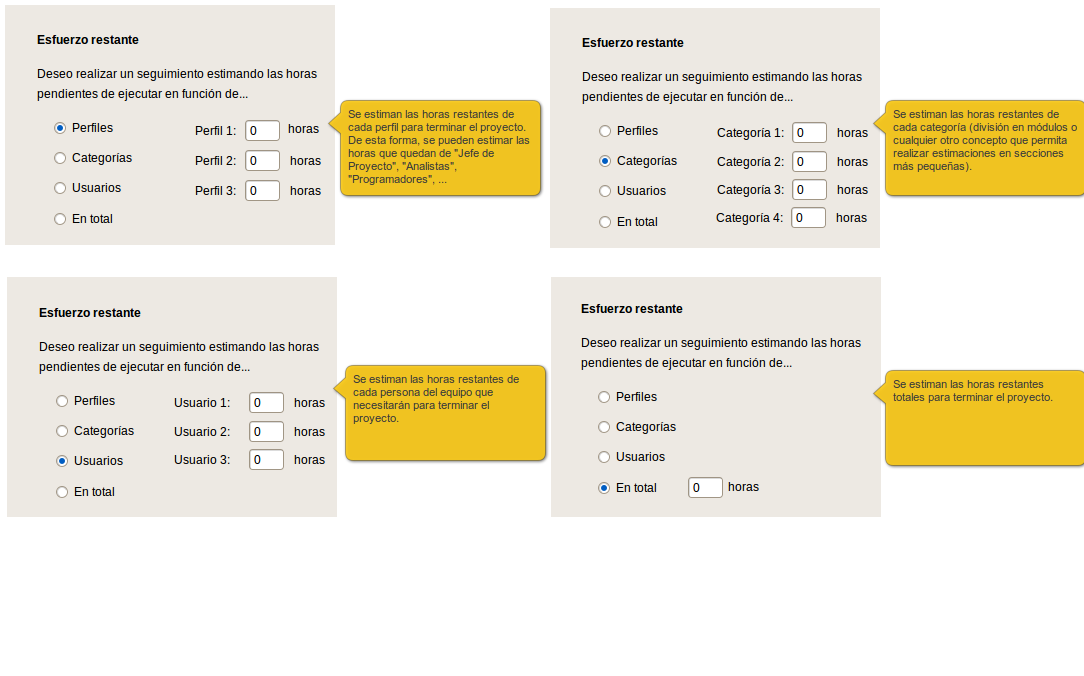 Esfuerzo restante
Deseo realizar un seguimiento estimando las horas
pendientes de ejecutar en función de...
Perfiles
Categorías
Usuarios
En total
Perfil 1: 0 horas
Perfil 2: 0 horas
Perfil 3: 0 horas
Se estiman las horas restantes de
cada perfil para terminar el proyecto.
De esta forma, se pueden estimar las
horas que quedan de "Jefe de
Proyecto", "Analistas",
"Programadores", ...
Esfuerzo restante
Deseo realizar un seguimiento estimando las horas
pendientes de ejecutar en función de...
Perfiles
Categorías
Usuarios
En total
Categoría 1: 0 horas
Categoría 2: 0 horas
Categoría 3: 0 horas
Categoría 4: 0 horas
Se estiman las horas restantes de
cada categoría (división en módulos o
cualquier otro concepto que permita
realizar estimaciones en secciones
más pequeñas).
Esfuerzo restante
Deseo realizar un seguimiento estimando las horas
pendientes de ejecutar en función de...
Perfiles
Categorías
Usuarios
En total
Usuario 1: 0 horas
Usuario 2: 0 horas
Usuario 3: 0 horas
Se estiman las horas restantes de
cada persona del equipo que
necesitarán para terminar el
proyecto.
Esfuerzo restante
Deseo realizar un seguimiento estimando las horas
pendientes de ejecutar en función de...
Perfiles
Categorías
Usuarios
En total 0 horas
Se estiman las horas restantes
totales para terminar el proyecto.